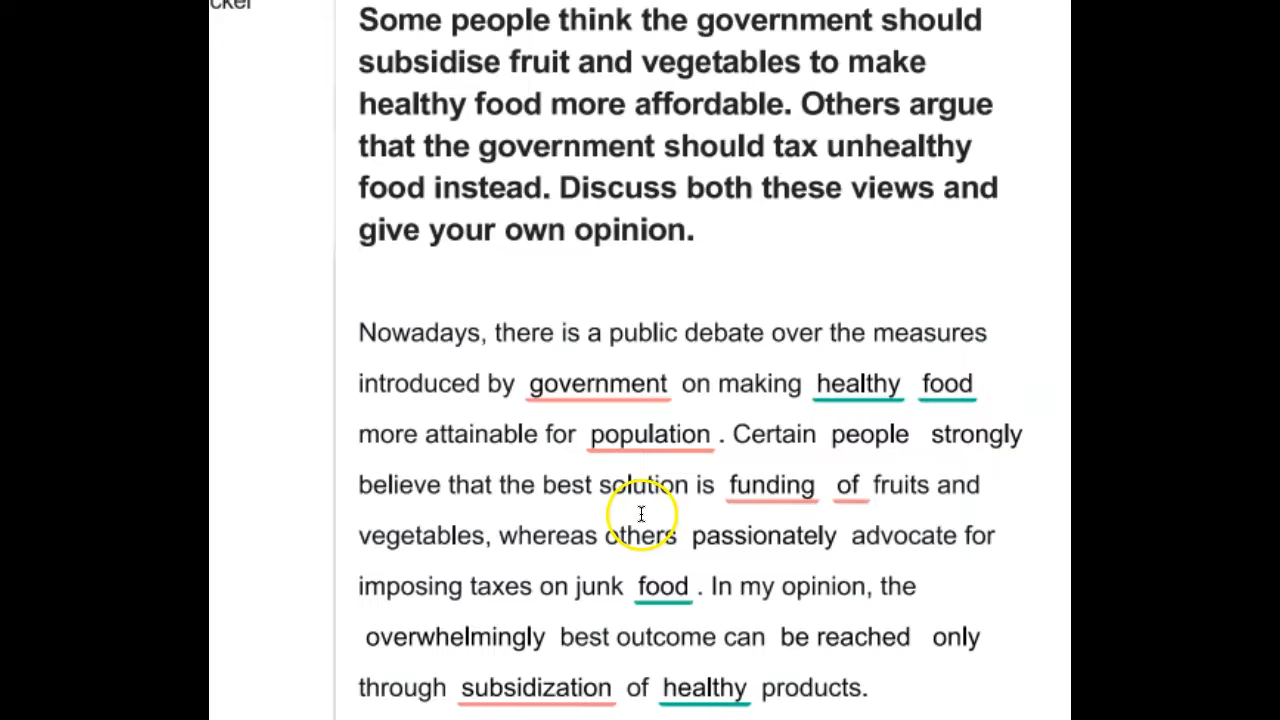 cker
Some people think the government should
subsidise fruit and vegetables to make
healthy food more affordable. Others argue
that the government should tax unhealthy
food instead. Discuss both these views and
give your own opinion.
Nowadays, there is a public debate over the measures
introduced by government on making healthy food
more attainable for population . Certain people strongly
believe that the best solution is funding of fruits and
vegetables, whereas others passionately advocate for
imposing taxes on junk food . In my opinion, the
overwhelmingly best outcome can be reached only
through subsidization of healthy products.